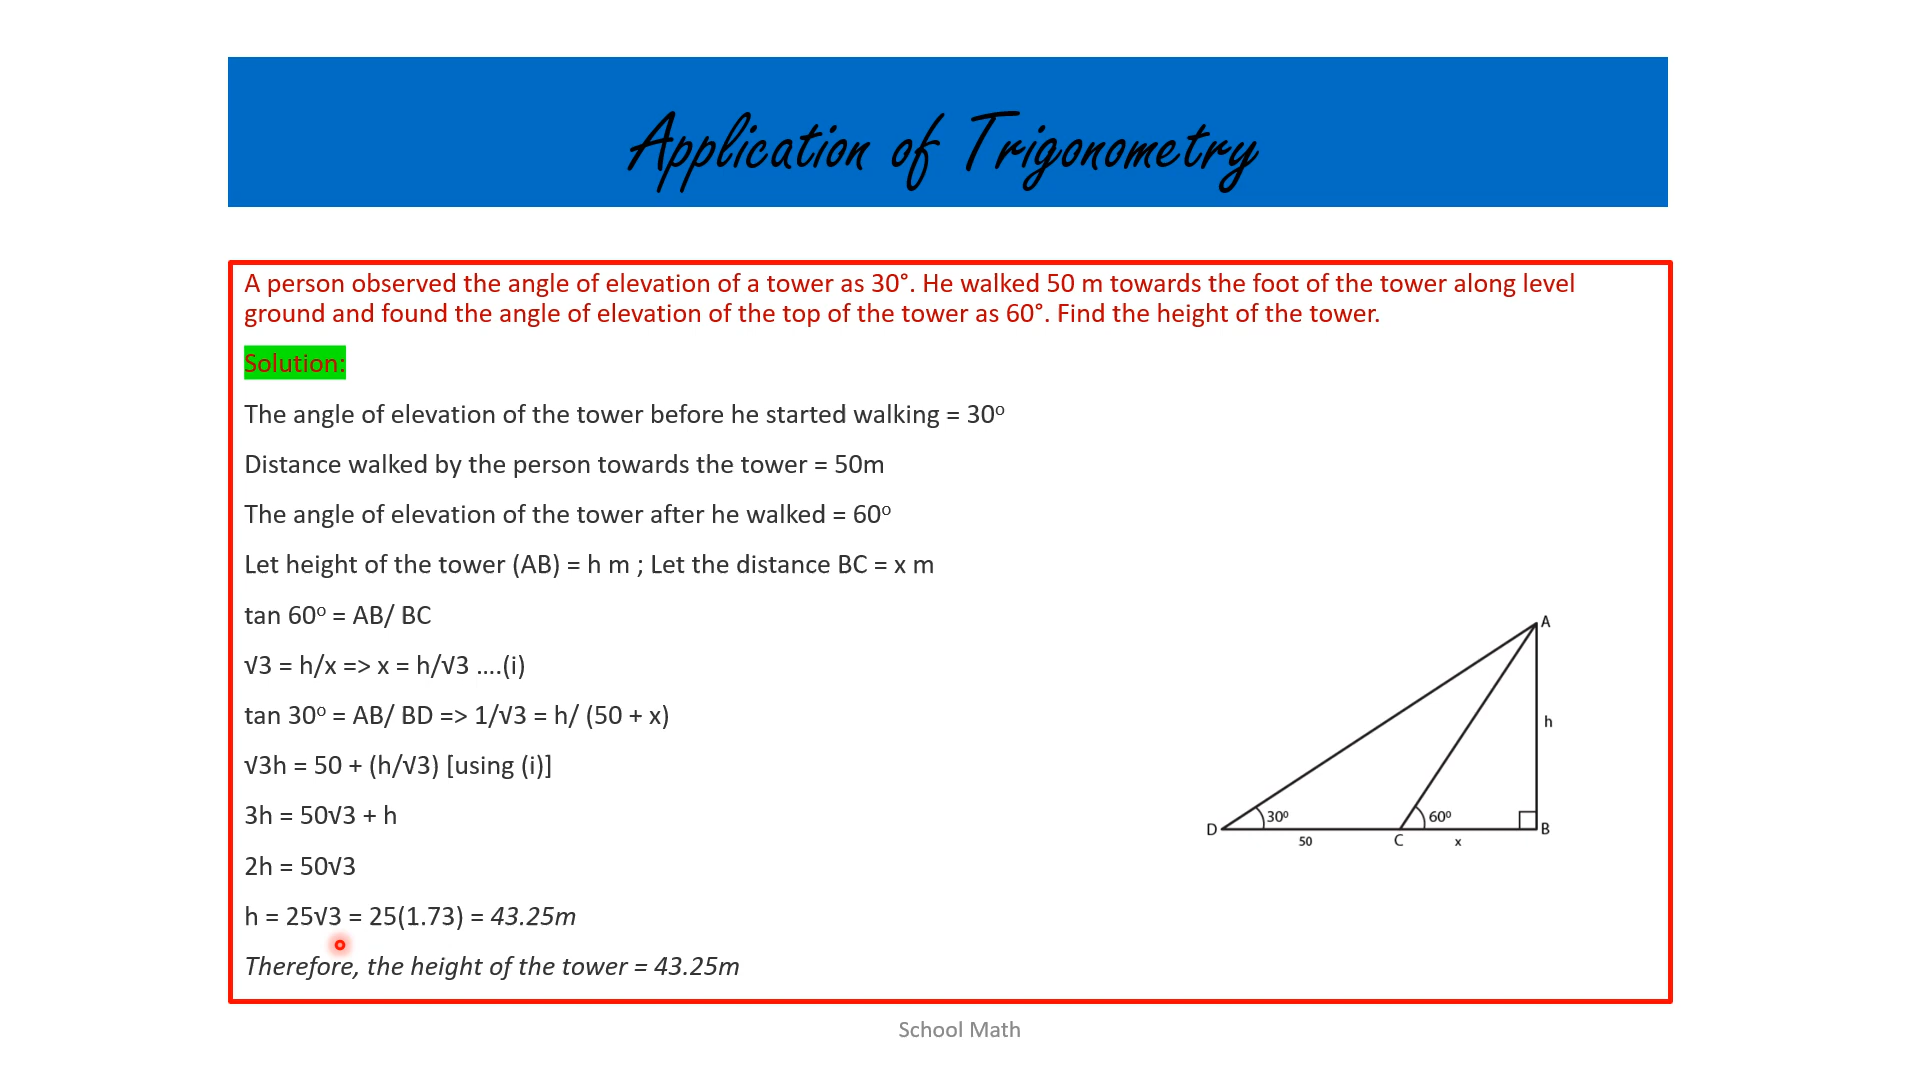 Application of Trigonometry
A person observed the angle of elevation of a tower as 30°. He walked 50 m towards the foot of the tower along level
ground and found the angle of elevation of the top of the tower as 60°. Find the height of the tower.
Solution:
The angle of elevation of the tower before he started walking = 30º
Distance walked by the person towards the tower = 50m
The angle of elevation of the tower after he walked = 60º
Let height of the tower (AB) = h m ; Let the distance BC = x m
tan 60º = AB/ BC
√3 = h/x => x = h/√3 ....(i)
tan 30º = AB/ BD => 1/√3 = h/ (50 + x)
√3h = 50 + (h/√3) [using (i)]
3h = 50√3 + h
2h = 50√3
h = 25√3 = 25(1.73) = 43.25m
Therefore, the height of the tower = 43.25m
A
h
30º
60º
D
B
50
C
x
School Math